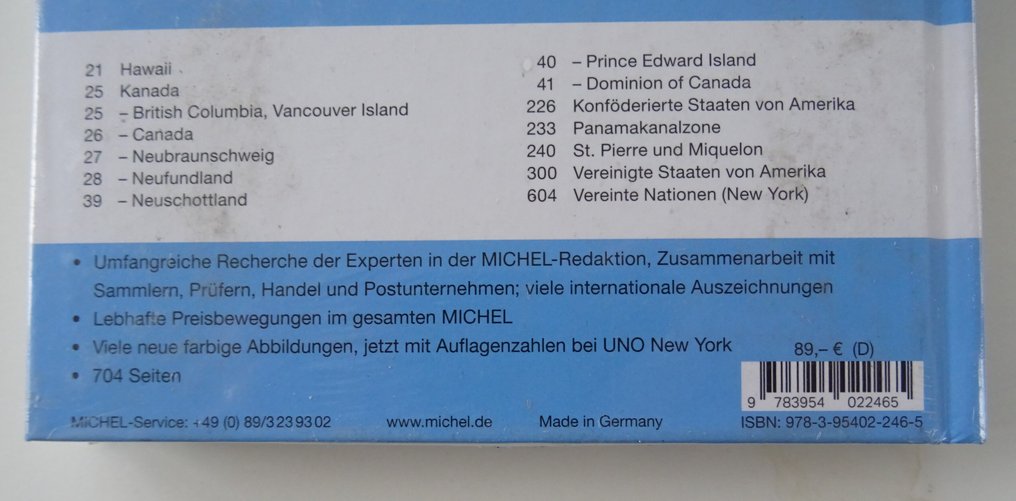 21 Hawaii
25 Kanada
25 – British Columbia, Vancouver Island
26 – Canada
27 – Neubraunschweig
28 – Neufundland
39 – Neuschottland
40 – Prince Edward Island
41 – Dominion of Canada
226 Konföderierte Staaten von Amerika
233 Panamakanalzone
240 St. Pierre und Miquelon
300 Vereinigte Staaten von Amerika
604 Vereinte Nationen (New York)
• Umfangreiche Recherche der Experten in der MICHEL-Redaktion, Zusammenarbeit mit
Sammlern, Prüfern, Handel und Postunternehmen; viele internationale Auszeichnungen
• Lebhafte Preisbewegungen im gesamten MICHEL
• Viele neue farbige Abbildungen, jetzt mit Auflagenzahlen bei UNO New York
• 704 Seiten
89,– € (D)
9 783954 022465
MICHEL-Service: +49 (0) 89/3 23 93 02 www.michel.de Made in Germany ISBN: 978-3-95402-246-5